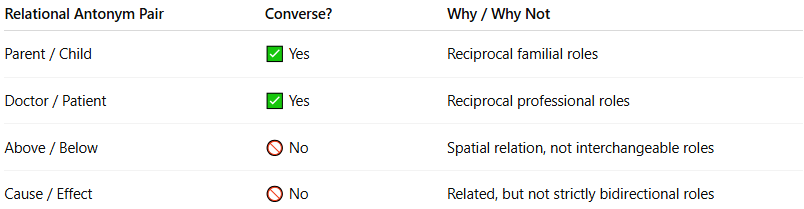 Relational Antonym Pair Converse? Why / Why Not
Parent / Child ✅ Yes Reciprocal familial roles
Doctor / Patient ✅ Yes Reciprocal professional roles
Above / Below 🚫 No Spatial relation, not interchangeable roles
Cause / Effect 🚫 No Related, but not strictly bidirectional roles